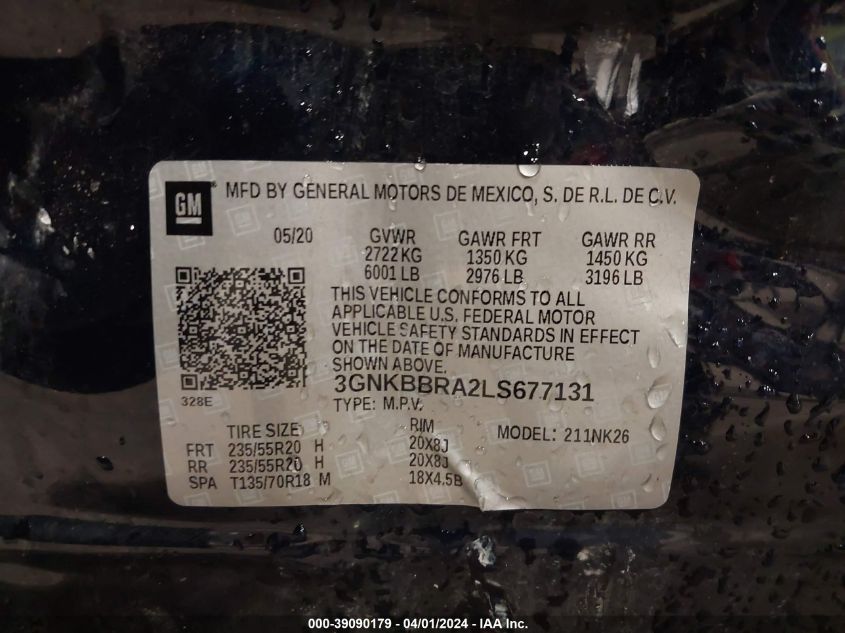 GM MFD BY GENERAL MOTORS DE MEXICO, S. DE R.L. DE C.V.
05/20 GVWR GAWR FRT GAWR RR
2722 KG 1350 KG 1450 KG
6001 LB 2976 LB 3196 LB
THIS VEHICLE CONFORMS TO ALL
APPLICABLE U.S. FEDERAL MOTOR
VEHICLE SAFETY STANDARDS IN EFFECT
ON THE DATE OF MANUFACTURE
SHOWN ABOVE.
3GNKBBRA2LS677131
328E TYPE: M.P.V.
TIRE SIZE RIM MODEL: 211NK26
FRT 235/55R20 H 20X8J
RR 235/55R20 H 20X8J
SPA T135/70R18 M 18X4.5B
000-39090179 - 04/01/2024 - IAA Inc.